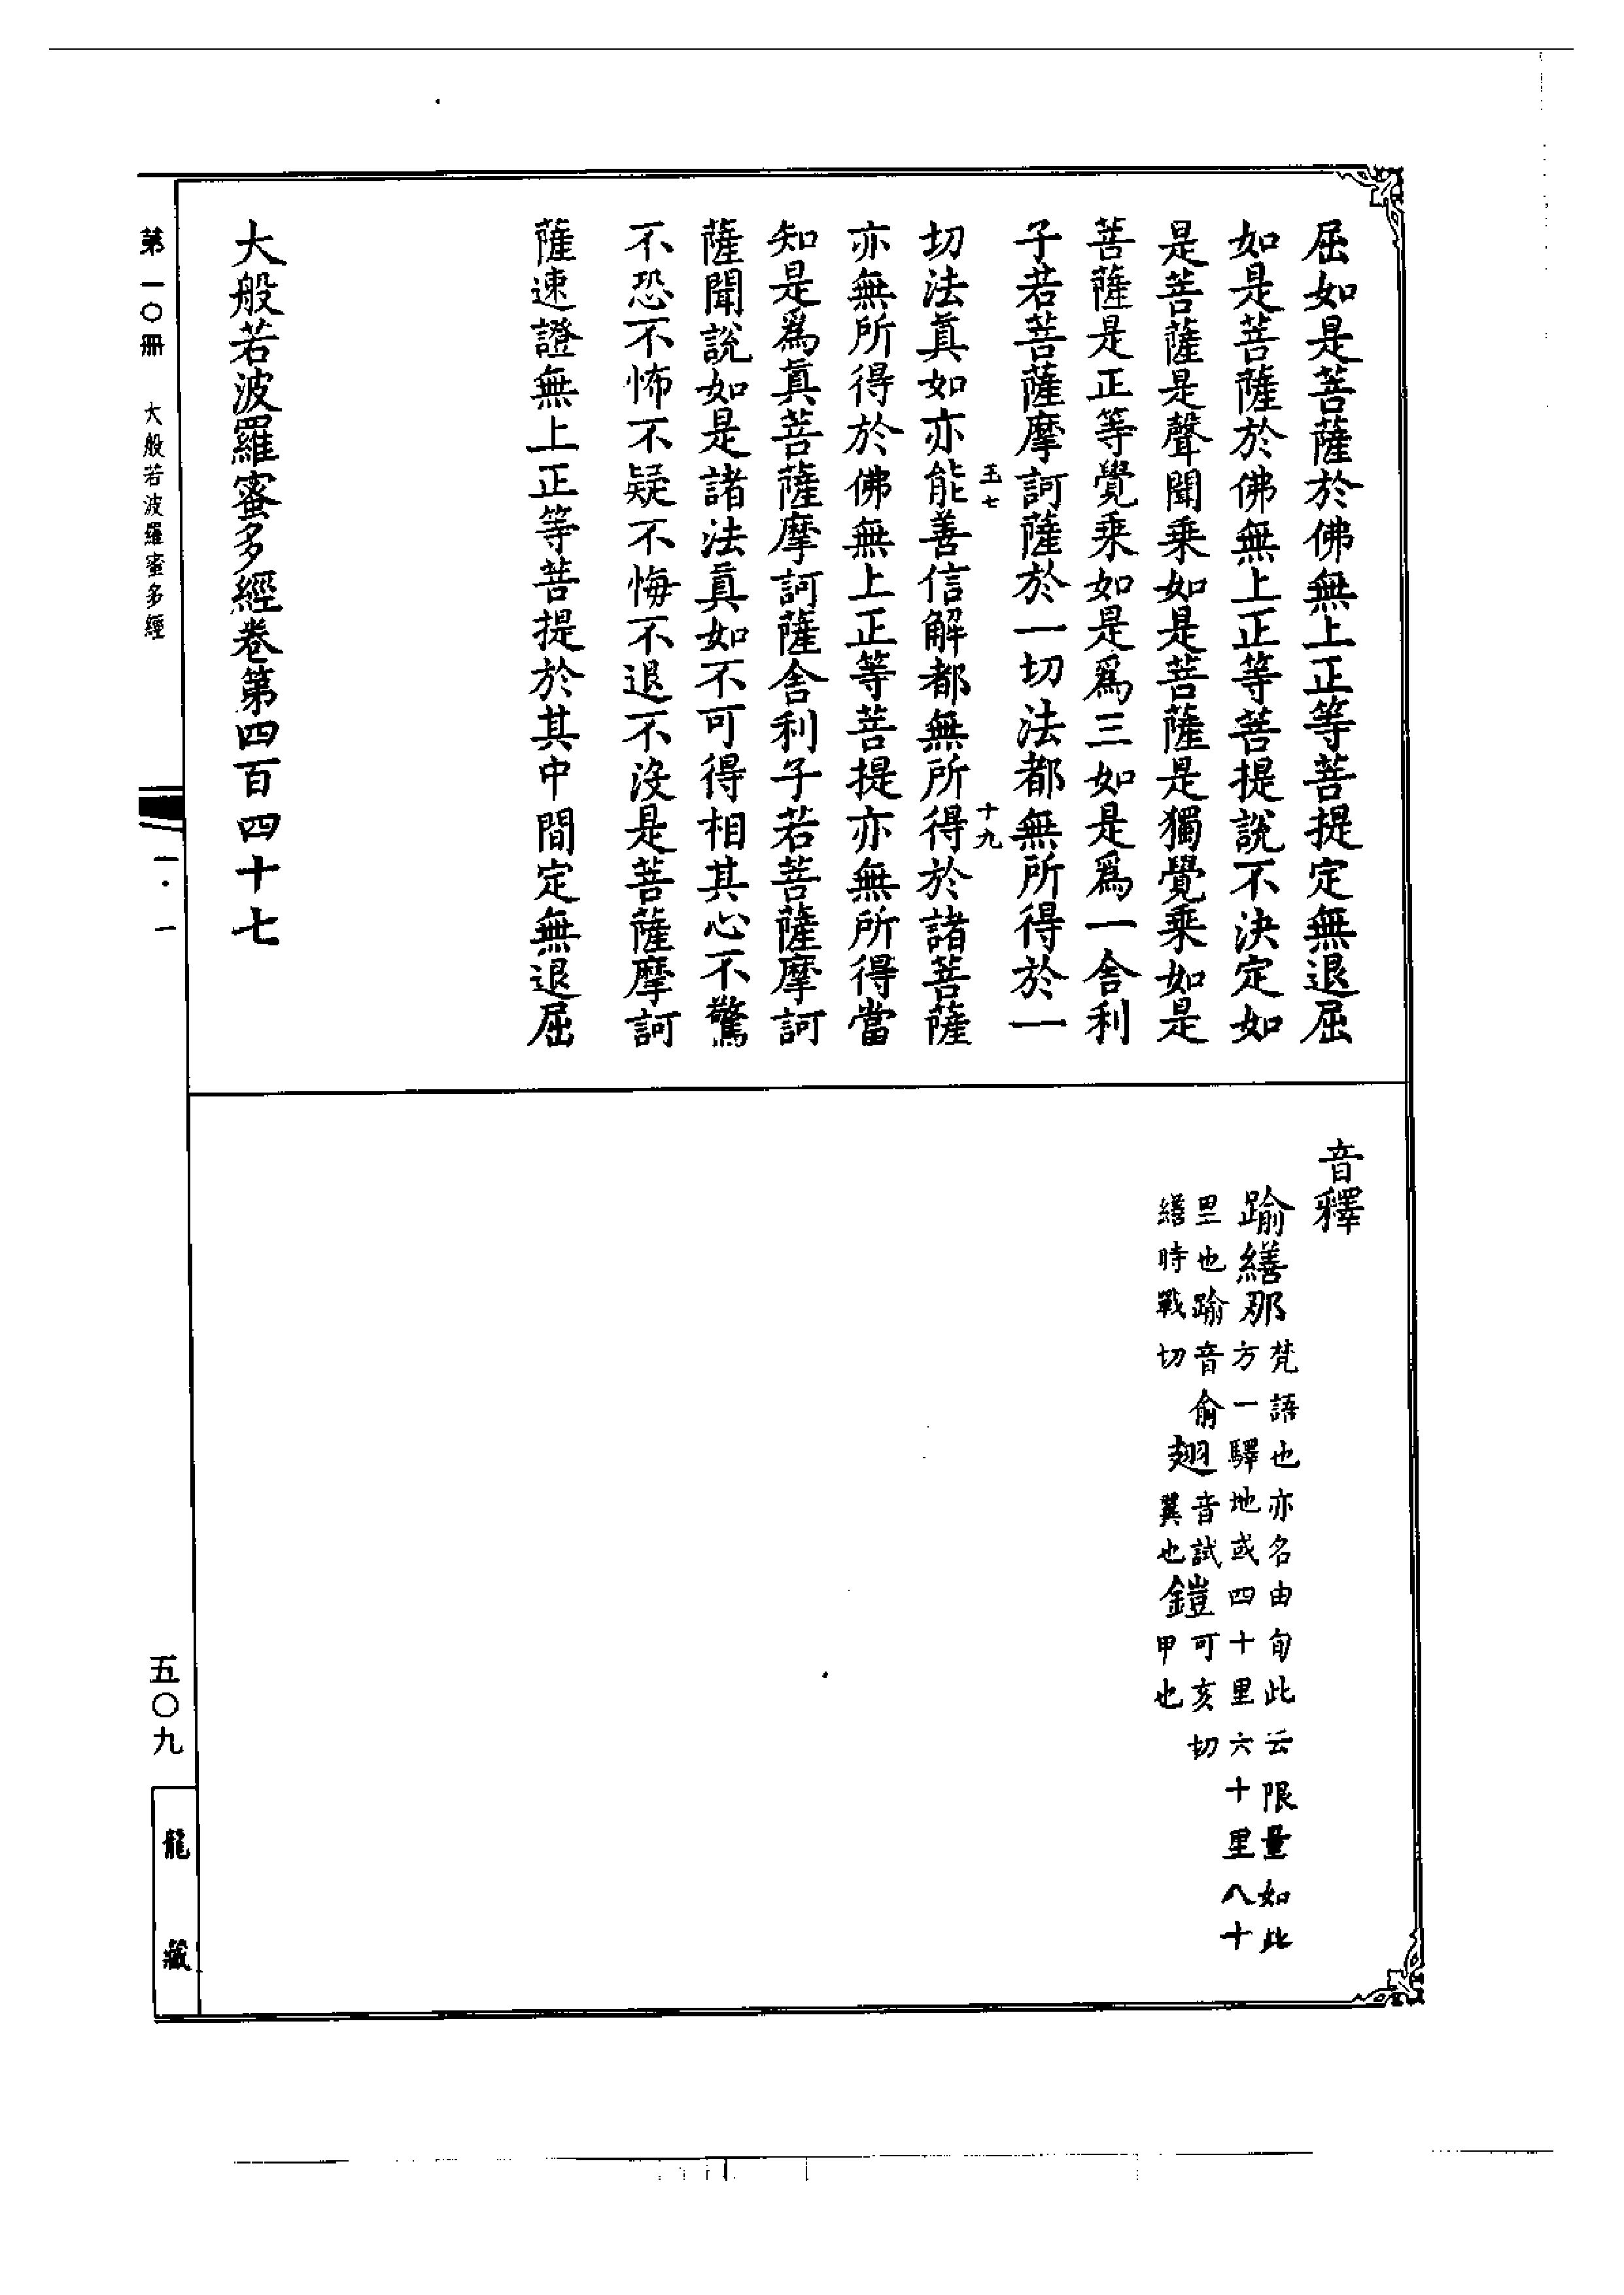 屈如是菩薩於佛無上正等菩提定無退屈
如是菩薩於佛無上正等菩提說不決定如
是菩薩是聲聞乘如是菩薩是獨覺乘如是
菩薩是正等覺乘如是爲三如是爲一舍利
子若菩薩摩訶薩於一切法都無所得於一
玉七
十九
切法真如亦能善信解都無所得於諸菩薩
亦無所得於佛無上正等菩提亦無所得當
知是爲真菩薩摩訶薩舍利子若菩薩摩訶
薩聞說如是諸法真如不可得相其心不驚
不恐不怖不疑不悔不退不沒是菩薩摩訶
薩速證無上正等菩提於其中間定無退屈
大般若波羅蜜多經卷第四百四十七
音釋
踰繕那
梵語也亦名由旬此云限量如此
方一驛地或四十里六十里八十
里也踰音俞
繕時戰切
翅
音試
翼也
鎧
可亥切
甲也
第一〇冊
大般若波羅蜜多經
一·一
五〇九
龍藏